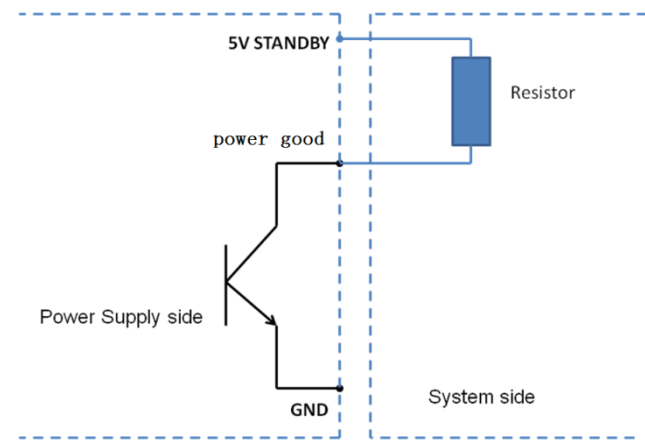 5V STANDBY
Resistor
power good
Power Supply side
System side
GND